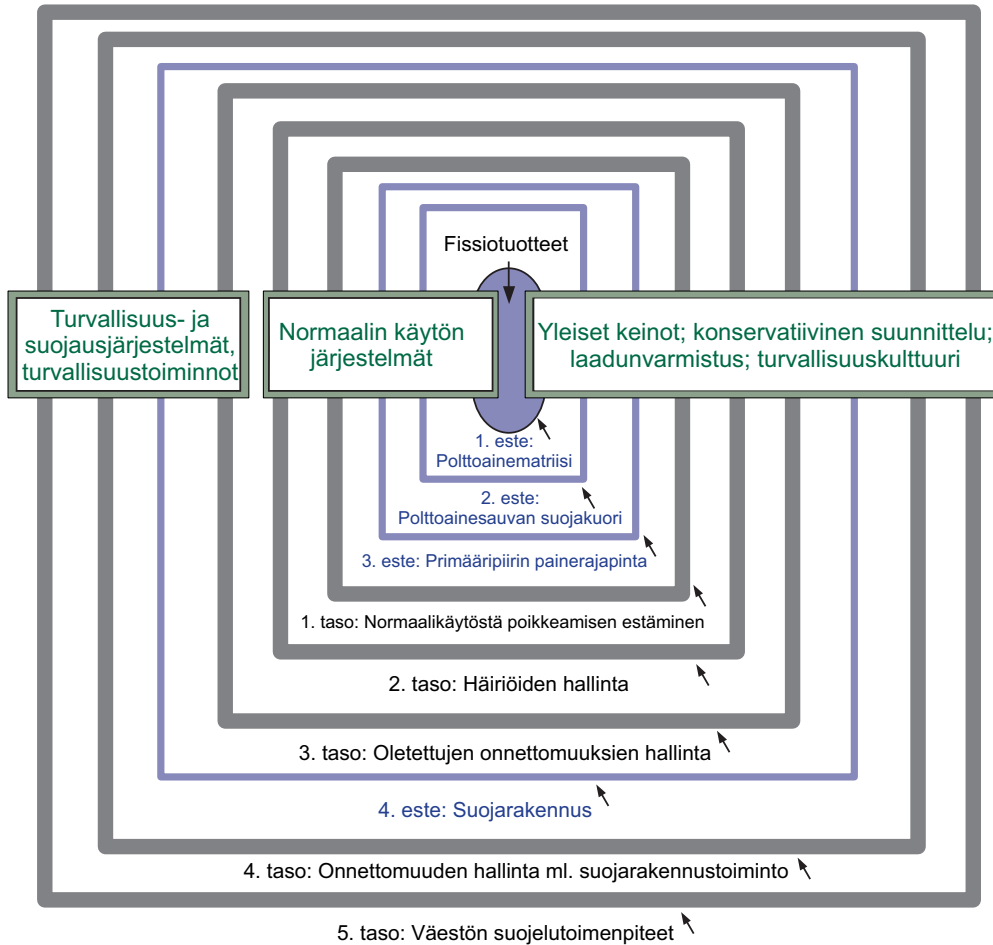 Fissiotuotteet
Turvallisuus- ja
suojausjärjestelmät,
turvallisuustoiminnot
Normaalin käytön
järjestelmät
Yleiset keinot; konservatiivinen suunnittelu;
laadunvarmistus; turvallisuuskulttuuri
1. este:
Polttoainematriisi
2. este:
Polttoainesauvan suojakuori
3. este: Primääripiirin painerajapinta
1. taso: Normaalikäytöstä poikkeamisen estäminen
2. taso: Häiriöiden hallinta
3. taso: Oletettujen onnettomuuksien hallinta
4. este: Suojarakennus
4. taso: Onnettomuuden hallinta ml. suojarakennustoiminto
5. taso: Väestön suojelutoimenpiteet